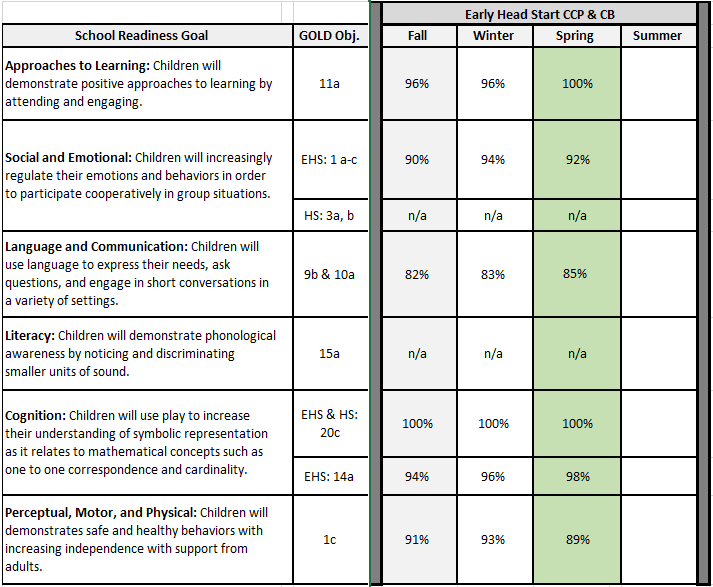 Early Head Start CCP & CB
School Readiness Goal GOLD Obj. Fall Winter Spring Summer
Approaches to Learning: Children will
demonstrate positive approaches to learning by
attending and engaging.
11a 96% 96% 100%
Social and Emotional: Children will increasingly
regulate their emotions and behaviors in order
to participate cooperatively in group situations.
EHS: 1 a-c 90% 94% 92%
HS: 3a, b n/a n/a n/a
Language and Communication: Children will
use language to express their needs, ask
questions, and engage in short conversations in
a variety of settings.
9b & 10a 82% 83% 85%
Literacy: Children will demonstrate phonological
awareness by noticing and discriminating
smaller units of sound.
15a n/a n/a n/a
Cognition: Children will use play to increase
their understanding of symbolic representation
as it relates to mathematical concepts such as
one to one correspondence and cardinality.
EHS & HS:
20c 100% 100% 100%
EHS: 14a 94% 96% 98%
Perceptual, Motor, and Physical: Children will
demonstrates safe and healthy behaviors with
increasing independence with support from
adults.
1c 91% 93% 89%